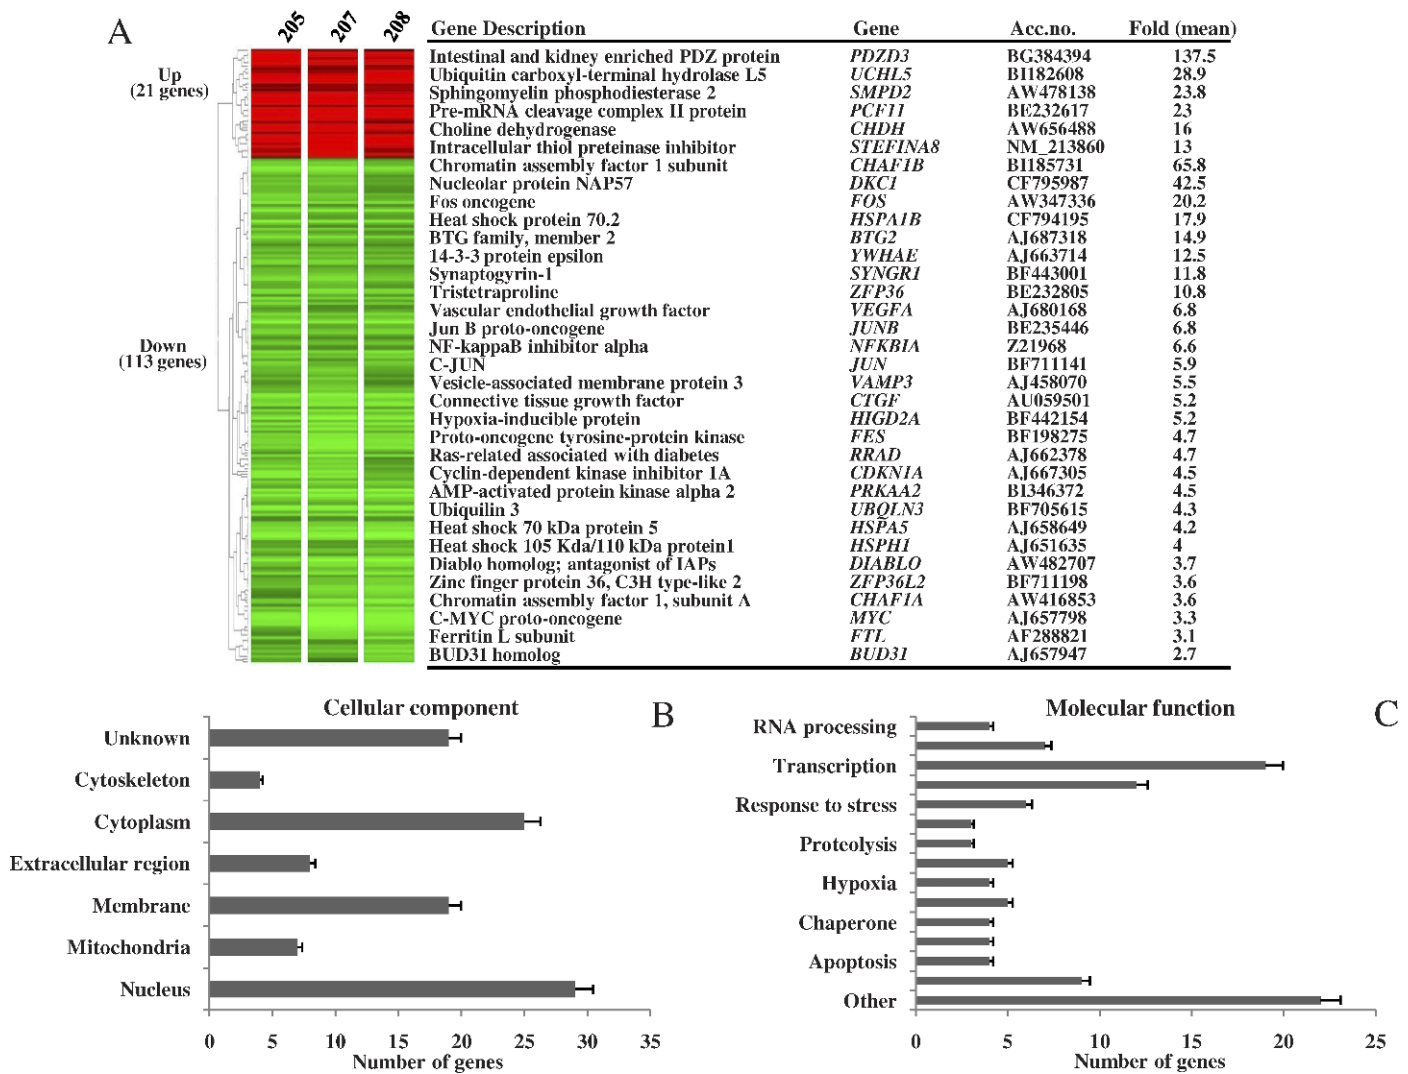 A
205 207 208
Gene Description Gene Acc.no. Fold (mean)
Up
(21 genes)
Down
(113 genes)
Intestinal and kidney enriched PDZ protein PDZD3 BG384394 137.5
Ubiquitin carboxyl-terminal hydrolase L5 UCHL5 BI182608 28.9
Sphingomyelin phosphodiesterase 2 SMPD2 AW478138 23.8
Pre-mRNA cleavage complex II protein PCF11 BE232617 23
Choline dehydrogenase CHDH AW656488 16
Intracellular thiol preteinase inhibitor STEFINA8 NM_213860 13
Chromatin assembly factor 1 subunit CHAF1B BI185731 65.8
Nucleolar protein NAP57 DKC1 CF795987 42.5
Fos oncogene FOS AW347336 20.2
Heat shock protein 70.2 HSPA1B CF794195 17.9
BTG family, member 2 BTG2 AJ687318 14.9
14-3-3 protein epsilon YWHAE AJ663714 12.5
Synaptogyrin-1 SYNGR1 BF443001 11.8
Tristetraproline ZFP36 BE232805 10.8
Vascular endothelial growth factor VEGFA AJ680168 6.8
Jun B proto-oncogene JUNB BE235446 6.8
NF-kappaB inhibitor alpha NFKBIA Z21968 6.6
C-JUN JUN BF711141 5.9
Vesicle-associated membrane protein 3 VAMP3 AJ458070 5.5
Connective tissue growth factor CTGF AU059501 5.2
Hypoxia-inducible protein HIGD2A BF442154 5.2
Proto-oncogene tyrosine-protein kinase FES BF198275 4.7
Ras-related associated with diabetes RRAD AJ662378 4.7
Cyclin-dependent kinase inhibitor 1A CDKN1A AJ667305 4.5
AMP-activated protein kinase alpha 2 PRKAA2 BI346372 4.5
Ubiquilin 3 UBQLN3 BF705615 4.3
Heat shock 70 kDa protein 5 HSPA5 AJ658649 4.2
Heat shock 105 Kda/110 kDa protein1 HSPH1 AJ651635 4
Diablo homolog; antagonist of IAPs DIABLO AW482707 3.7
Zinc finger protein 36, C3H type-like 2 ZFP36L2 BF711198 3.6
Chromatin assembly factor 1, subunit A CHAF1A AW416853 3.6
C-MYC proto-oncogene MYC AJ657798 3.3
Ferritin L subunit FTL AF288821 3.1
BUD31 homolog BUD31 AJ657947 2.7
Cellular component B
Unknown
Cytoskeleton
Cytoplasm
Extracellular region
Membrane
Mitochondria
Nucleus
0 5 10 15 20 25 30 35
Number of genes
Molecular function C
RNA processing
Transcription
Response to stress
Proteolysis
Hypoxia
Chaperone
Apoptosis
Other
0 5 10 15 20 25
Number of genes